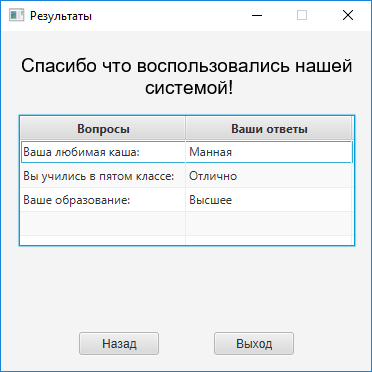 Результаты
Спасибо что воспользовались нашей
системой!
Вопросы Ваши ответы
Ваша любимая каша: Манная
Вы учились в пятом классе: Отлично
Ваше образование: Высшее
Назад Выход